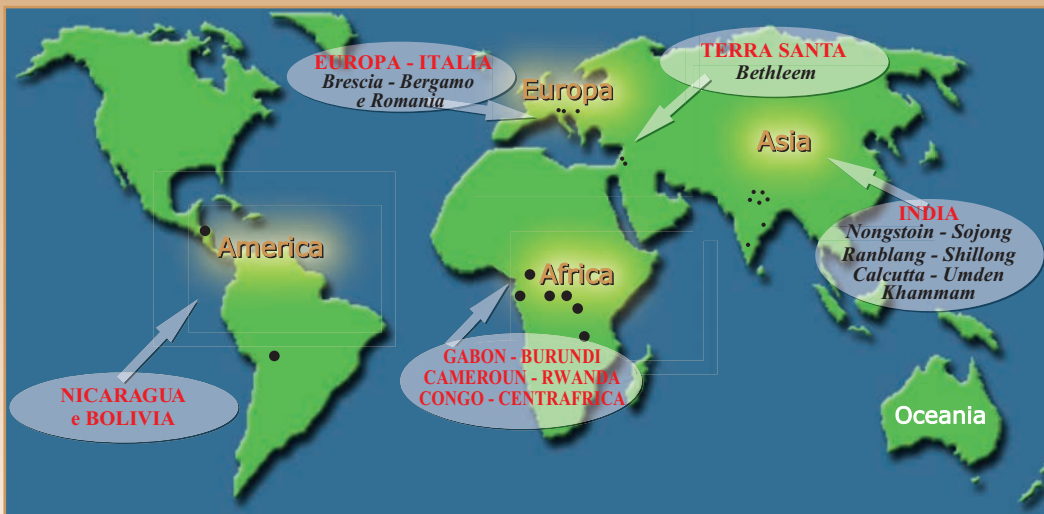 EUROPA - ITALIA
Brescia - Bergamo
e Romania
Europa
TERRA SANTA
Bethleem
Asia
INDIA
Nongstoin - Sojong
Ranblang - Shillong
Calcutta - Umden
Khammam
America
Africa
NICARAGUA
e BOLIVIA
GABON - BURUNDI
CAMEROUN - RWANDA
CONGO - CENTRAFRICA
Oceania